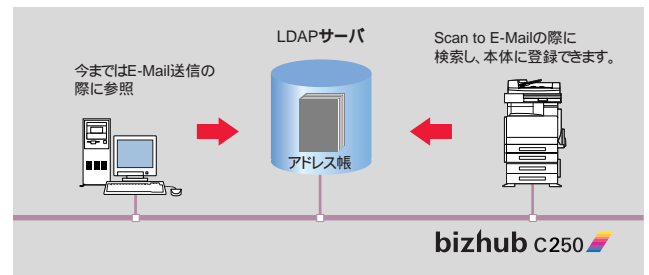 LDAPサーバ
今まではE-Mail送信の
際に参照
Scan to E-Mailの際に
検索し、本体に登録できます。
アドレス帳
bizhub C250